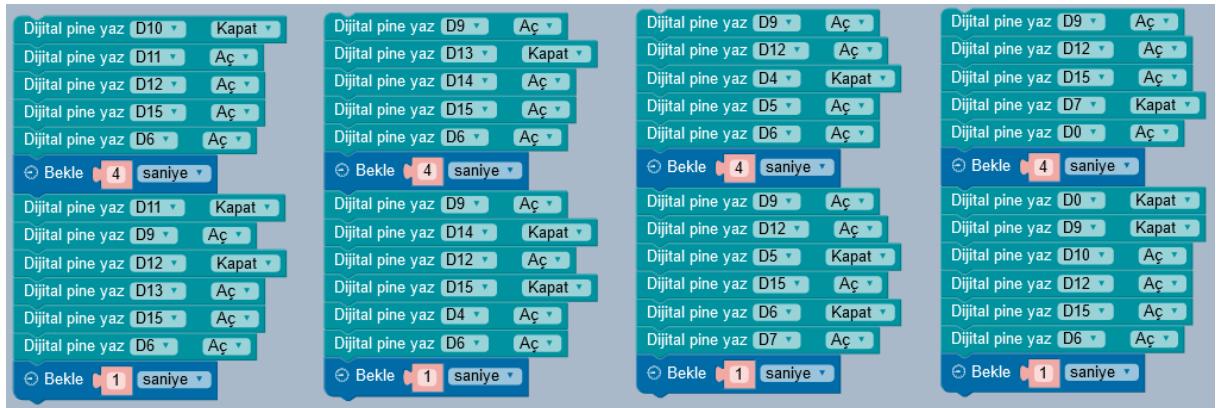 Dijital pine yaz D10 Kapat
Dijital pine yaz D11 Aç
Dijital pine yaz D12 Aç
Dijital pine yaz D15 Aç
Dijital pine yaz D6 Aç
Bekle 4 saniye
Dijital pine yaz D11 Kapat
Dijital pine yaz D9 Aç
Dijital pine yaz D12 Kapat
Dijital pine yaz D13 Aç
Dijital pine yaz D15 Aç
Dijital pine yaz D6 Aç
Bekle 1 saniye
Dijital pine yaz D9 Aç
Dijital pine yaz D13 Kapat
Dijital pine yaz D14 Aç
Dijital pine yaz D15 Aç
Dijital pine yaz D6 Aç
Bekle 4 saniye
Dijital pine yaz D9 Aç
Dijital pine yaz D14 Kapat
Dijital pine yaz D12 Aç
Dijital pine yaz D15 Kapat
Dijital pine yaz D4 Aç
Dijital pine yaz D6 Aç
Bekle 1 saniye
Dijital pine yaz D9 Aç
Dijital pine yaz D12 Aç
Dijital pine yaz D4 Kapat
Dijital pine yaz D5 Aç
Dijital pine yaz D6 Aç
Bekle 4 saniye
Dijital pine yaz D9 Aç
Dijital pine yaz D12 Aç
Dijital pine yaz D5 Kapat
Dijital pine yaz D15 Aç
Dijital pine yaz D6 Kapat
Dijital pine yaz D7 Aç
Bekle 1 saniye
Dijital pine yaz D9 Aç
Dijital pine yaz D12 Aç
Dijital pine yaz D15 Aç
Dijital pine yaz D7 Kapat
Dijital pine yaz D0 Aç
Bekle 4 saniye
Dijital pine yaz D0 Kapat
Dijital pine yaz D9 Kapat
Dijital pine yaz D10 Aç
Dijital pine yaz D12 Aç
Dijital pine yaz D15 Aç
Dijital pine yaz D6 Aç
Bekle 1 saniye